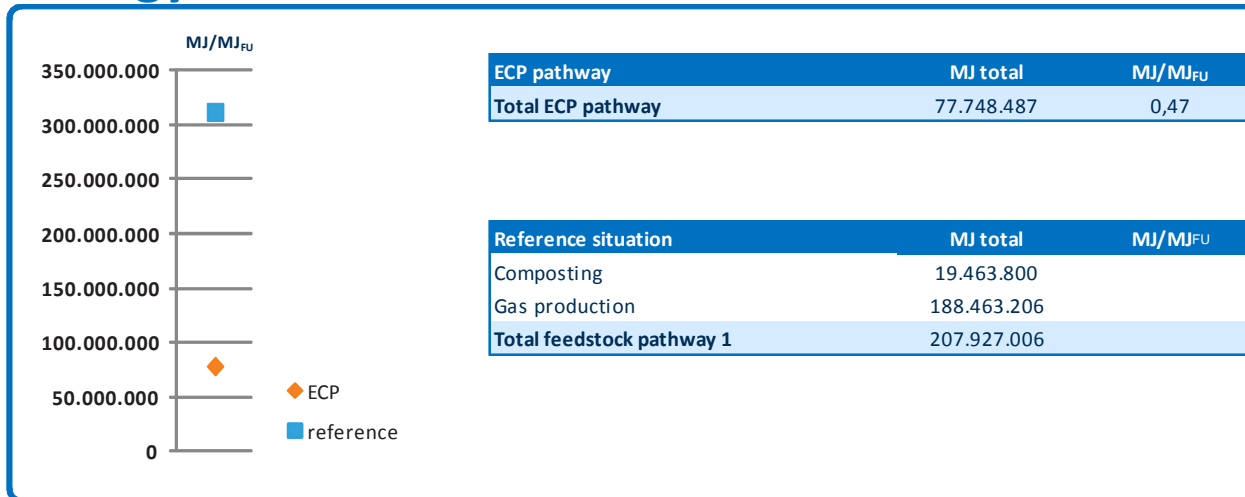 MJ/MJFU
350.000.000
300.000.000
250.000.000
200.000.000
150.000.000
100.000.000
50.000.000
0
ECP
reference
ECP pathway MJ total MJ/MJFU
Total ECP pathway 77.748.487 0,47
Reference situation MJ total MJ/MJFU
Composting 19.463.800
Gas production 188.463.206
Total feedstock pathway 1 207.927.006